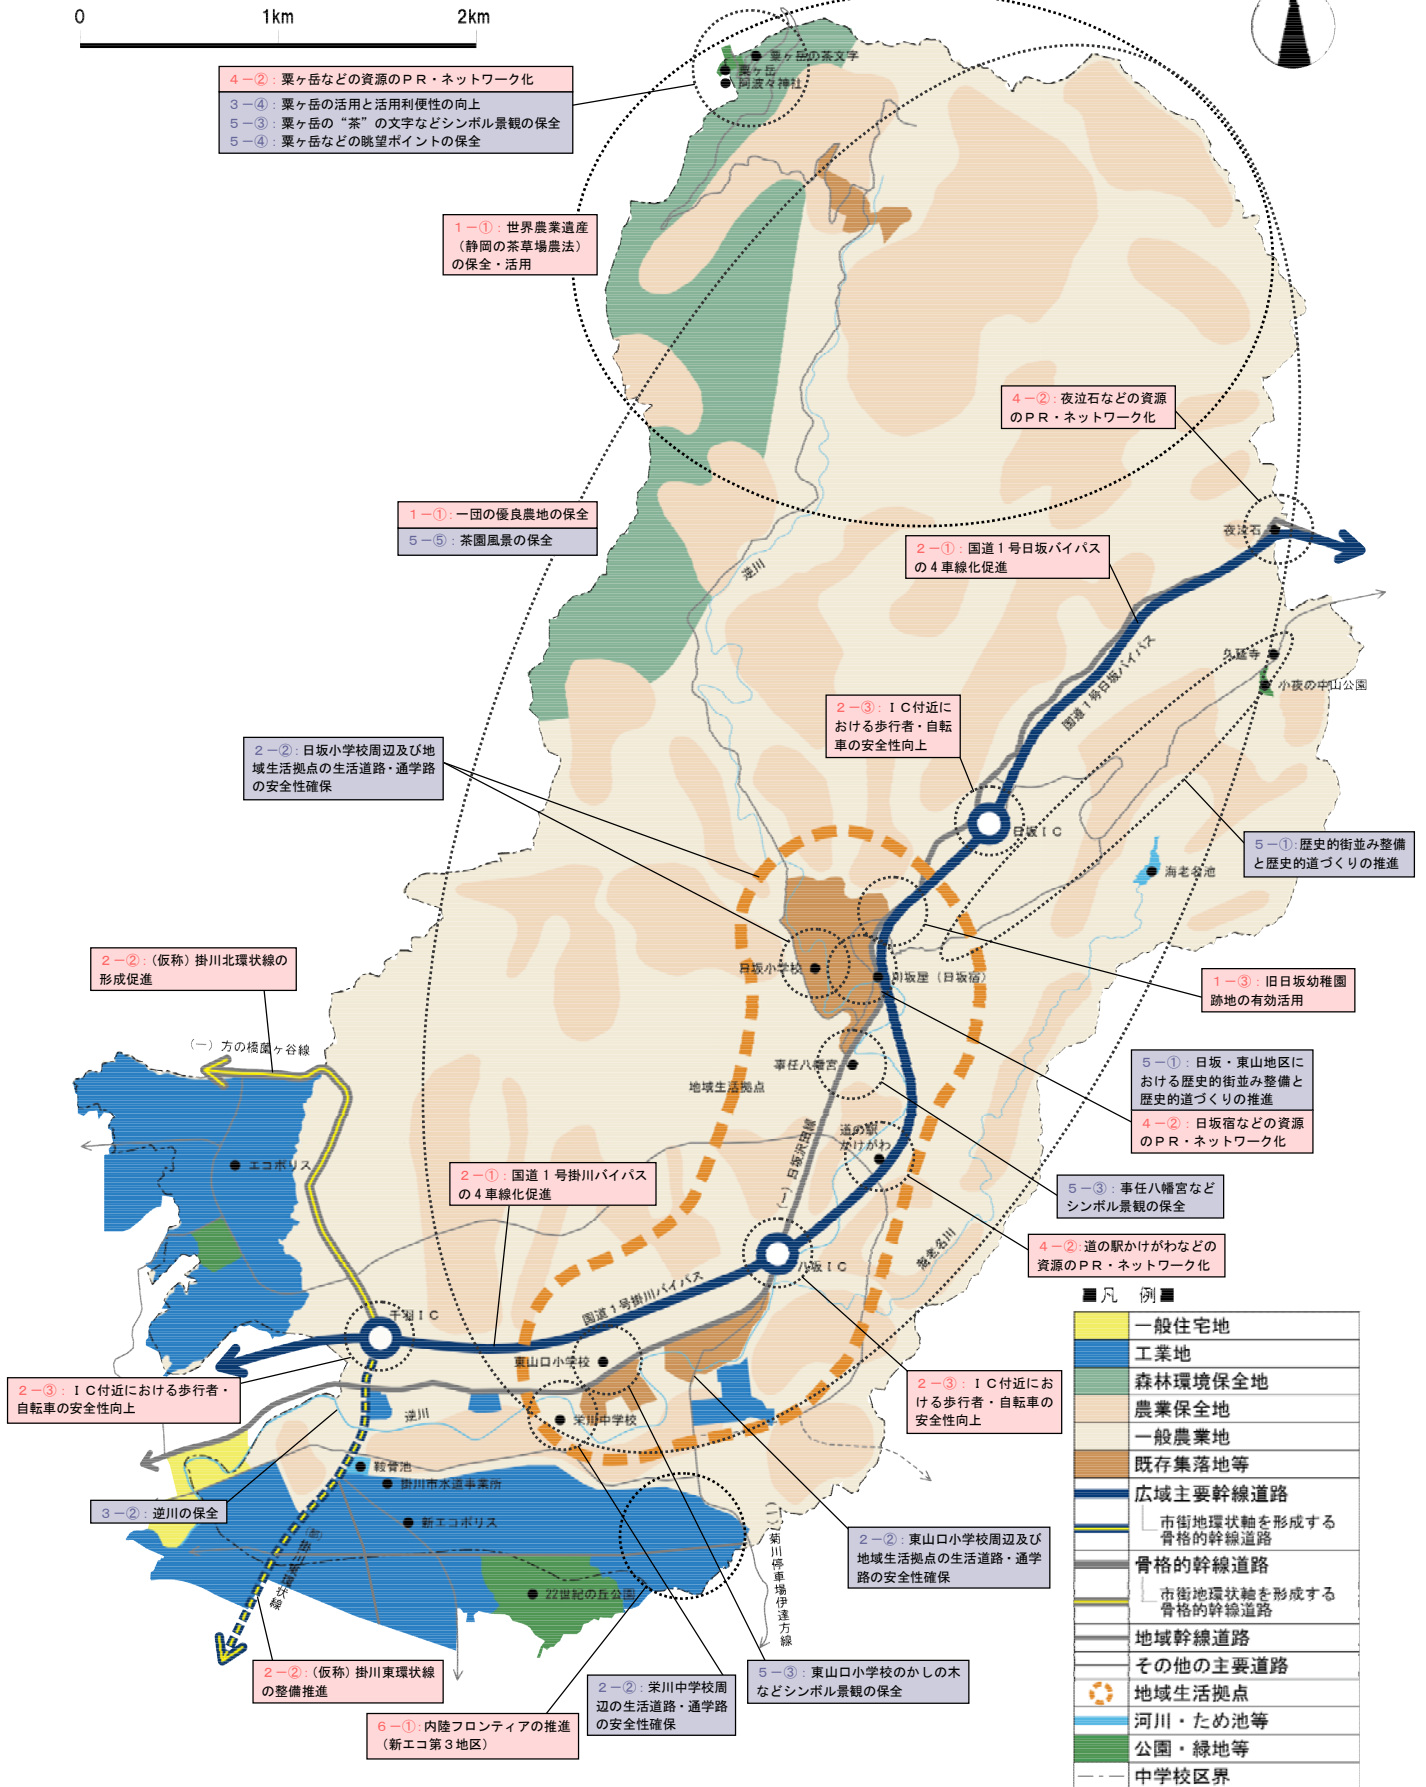 0 1km 2km
4－②：粟ヶ岳などの資源のＰＲ・ネットワーク化
3－④：粟ヶ岳の活用と活用利便性の向上
5－③：粟ヶ岳の“茶”の文字などシンボル景観の保全
5－④：粟ヶ岳などの眺望ポイントの保全
粟ヶ岳の茶文字
粟ヶ岳
阿波々神社
1－①：世界農業遺産
（静岡の茶草場農法）
の保全・活用
4－②：夜泣石などの資源
のＰＲ・ネットワーク化
1－①：一団の優良農地の保全
5－⑤：茶園風景の保全
夜泣石
2－①：国道１号日坂バイパス
の４車線化促進
逆川
久延寺
小夜の中山公園
国道１号日坂バイパス
2－③：ＩＣ付近に
おける歩行者・自転
車の安全性向上
2－②：日坂小学校周辺及び地
域生活拠点の生活道路・通学路
の安全性確保
日坂ＩＣ
5－①：歴史的街並み整備
と歴史的道づくりの推進
海老名池
2－②：（仮称）掛川北環状線の
形成促進
日坂小学校
川坂屋（日坂宿）
1－③：旧日坂幼稚園
跡地の有効活用
（一）方の橋薗ヶ谷線
事任八幡宮
地域生活拠点
5－①：日坂・東山地区に
おける歴史的街並み整備と
歴史的道づくりの推進
4－②：日坂宿などの資源
のＰＲ・ネットワーク化
道の駅
かけがわ
（一）日坂沢田線
エコポリス
2－①：国道１号掛川バイパス
の４車線化促進
5－③：事任八幡宮など
シンボル景観の保全
海老名川
4－②：道の駅かけがわなどの
資源のＰＲ・ネットワーク化
八坂ＩＣ
国道１号掛川バイパス
千羽ＩＣ
東山口小学校
2－③：ＩＣ付近における歩行者・
自転車の安全性向上
2－③：ＩＣ付近にお
ける歩行者・自転車の
安全性向上
逆川
栄川中学校
鞍骨池
掛川市水道事業所
3－②：逆川の保全
新エコポリス
（都）掛川東環状線
（一）菊川停車場伊達方線
2－②：東山口小学校周辺及び
地域生活拠点の生活道路・通学
路の安全性確保
22世紀の丘公園
2－②：（仮称）掛川東環状線
の整備推進
2－②：栄川中学校周
辺の生活道路・通学路
の安全性確保
5－③：東山口小学校のかしの木
などシンボル景観の保全
6－①：内陸フロンティアの推進
（新エコ第３地区）
■凡　例■
一般住宅地
工業地
森林環境保全地
農業保全地
一般農業地
既存集落地等
広域主要幹線道路
市街地環状軸を形成する
骨格的幹線道路
骨格的幹線道路
市街地環状軸を形成する
骨格的幹線道路
地域幹線道路
その他の主要道路
地域生活拠点
河川・ため池等
公園・緑地等
中学校区界